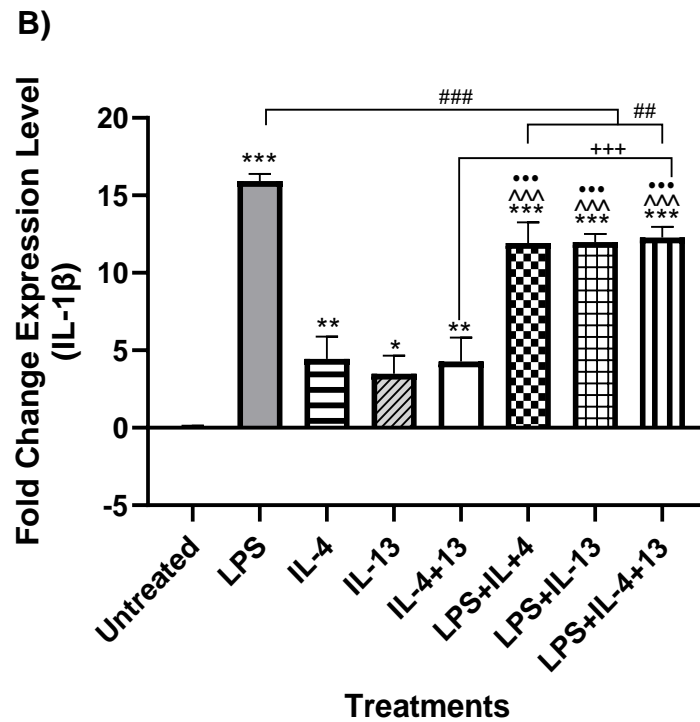 B)
Fold Change Expression Level
(IL-1β)
20
15
10
5
0
-5
###
##
+++
***
**
*
**
•••
^^^
***
•••
^^^
***
•••
^^^
***
Untreated
LPS
IL-4
IL-13
IL-4+13
LPS+IL+4
LPS+IL-13
LPS+IL-4+13
Treatments